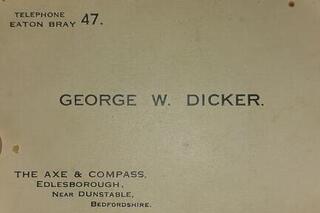 TELEPHONE
EATON BRAY 47.
GEORGE W. DICKER.
THE AXE & COMPASS,
EDLESBOROUGH,
NEAR DUNSTABLE,
BEDFORDSHIRE.